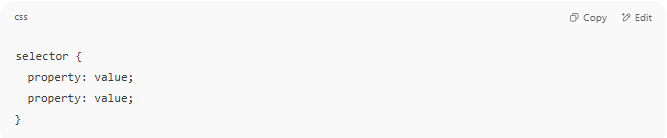 css Copy Edit
selector {
  property: value;
  property: value;
}